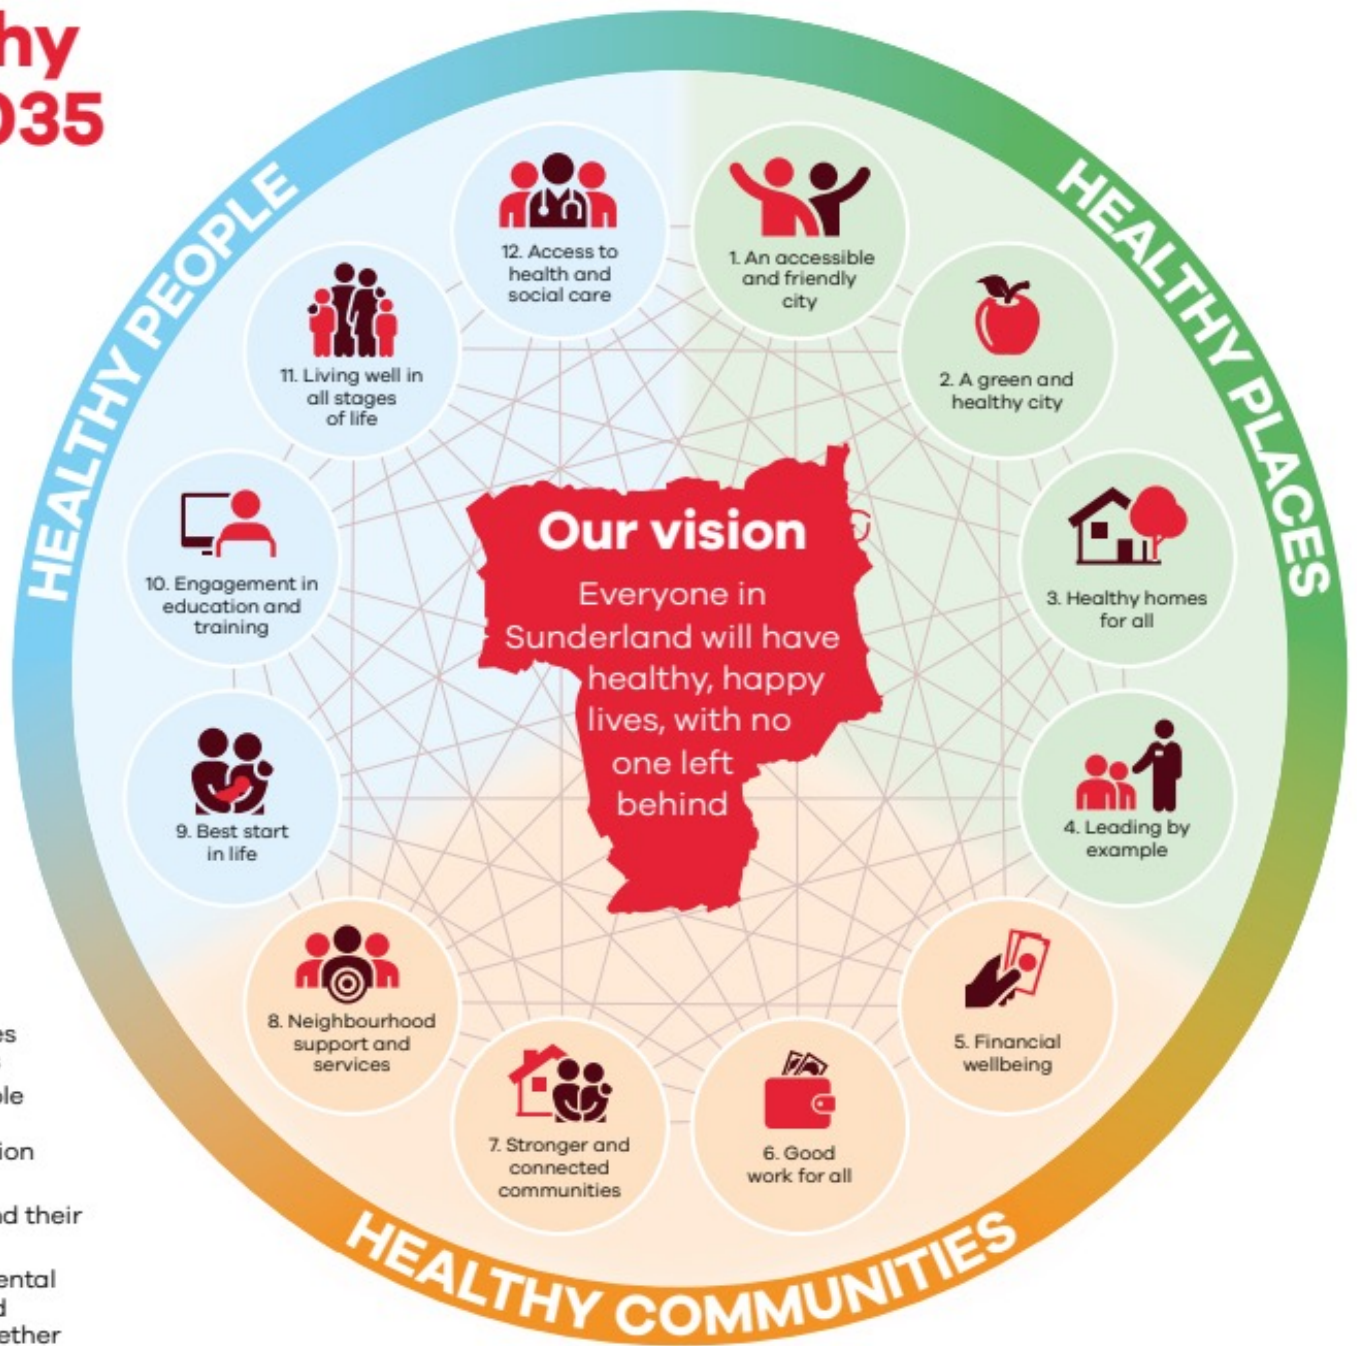 hy
035
HEALTHY PEOPLE
HEALTHY PLACES
HEALTHY COMMUNITIES
12. Access to
health and
social care
1. An accessible
and friendly
city
11. Living well in
all stages
of life
2. A green and
healthy city
10. Engagement in
education and
training
3. Healthy homes
for all
Our vision
Everyone in
Sunderland will have
healthy, happy
lives, with no
one left
behind
9. Best start
in life
4. Leading by
example
8. Neighbourhood
support and
services
5. Financial
wellbeing
7. Stronger and
connected
communities
6. Good
work for all
es
ole
ion
d their
ental
d
ether